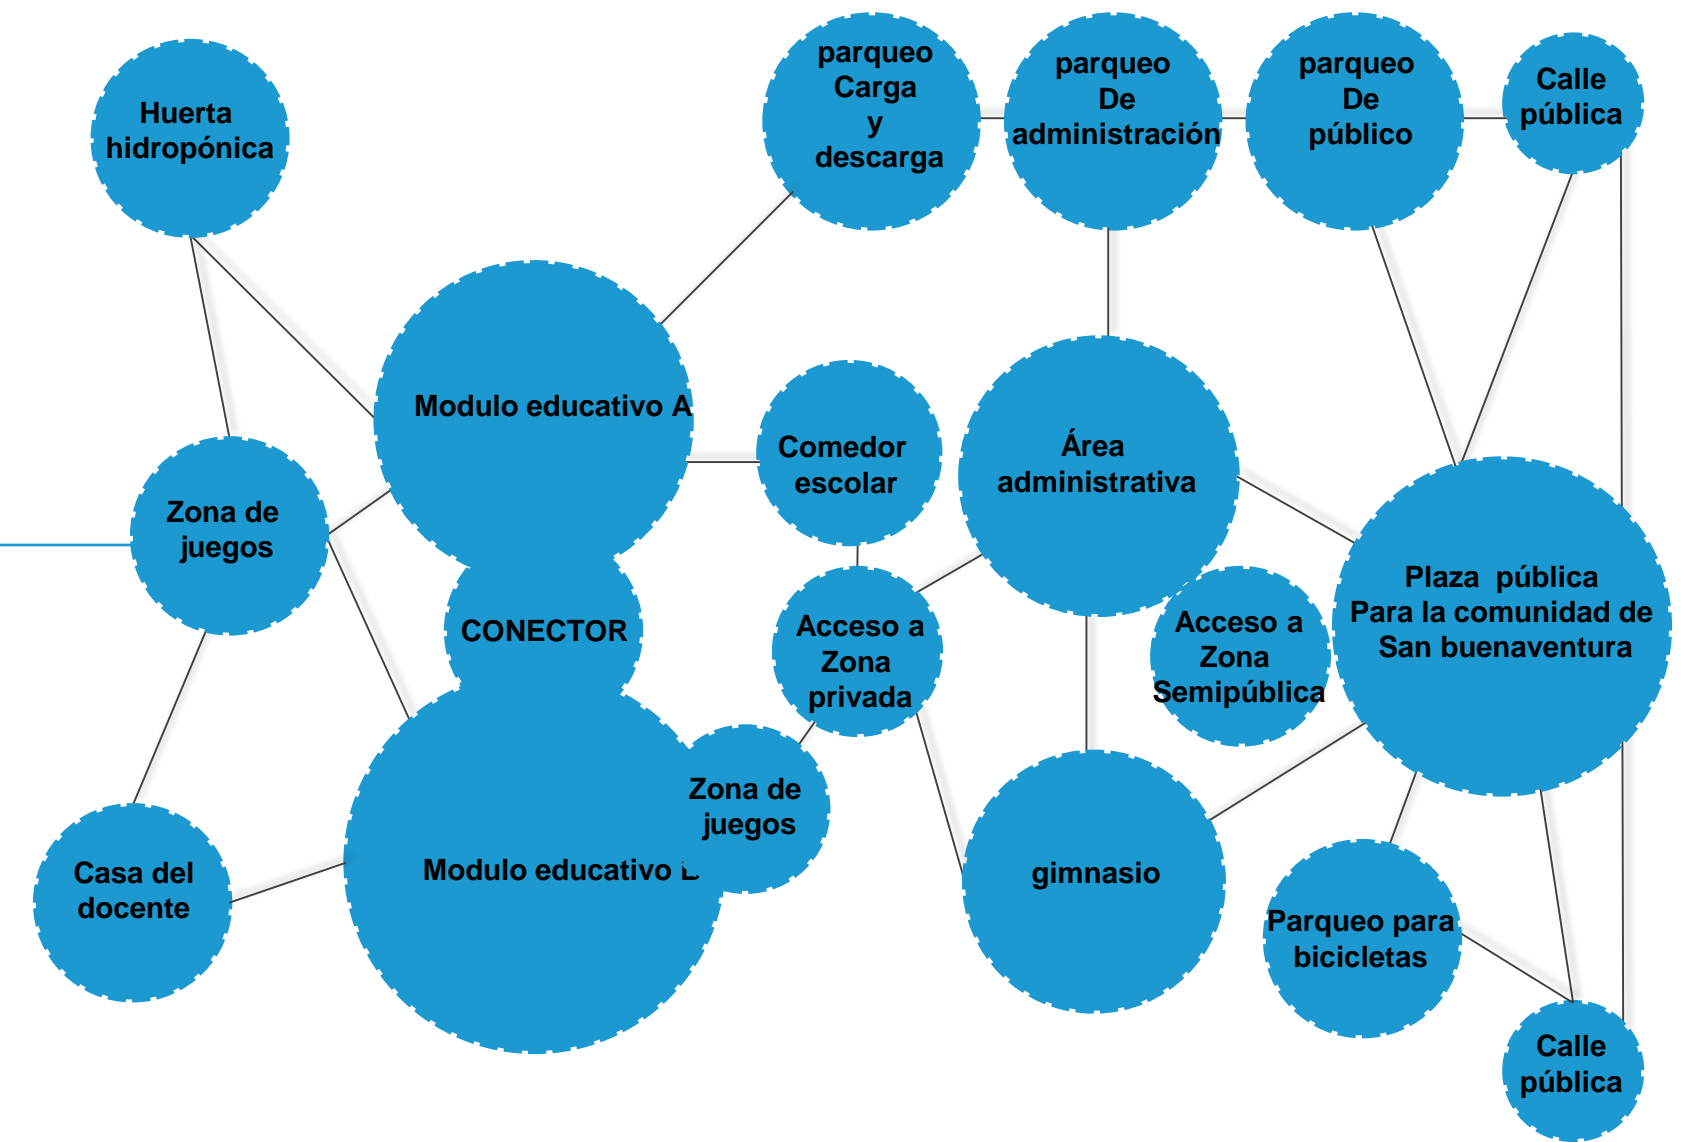 parqueo
Carga
y
descarga
parqueo
De
administración
parqueo
De
público
Calle
pública
Huerta
hidropónica
Modulo educativo A
Comedor
escolar
Área
administrativa
Zona de
juegos
Plaza  pública
Para la comunidad de
San buenaventura
CONECTOR
Acceso a
Zona
privada
Acceso a
Zona
Semipública
Zona de
juegos
Casa del
docente
Modulo educativo
gimnasio
Parqueo para
bicicletas
Calle
pública